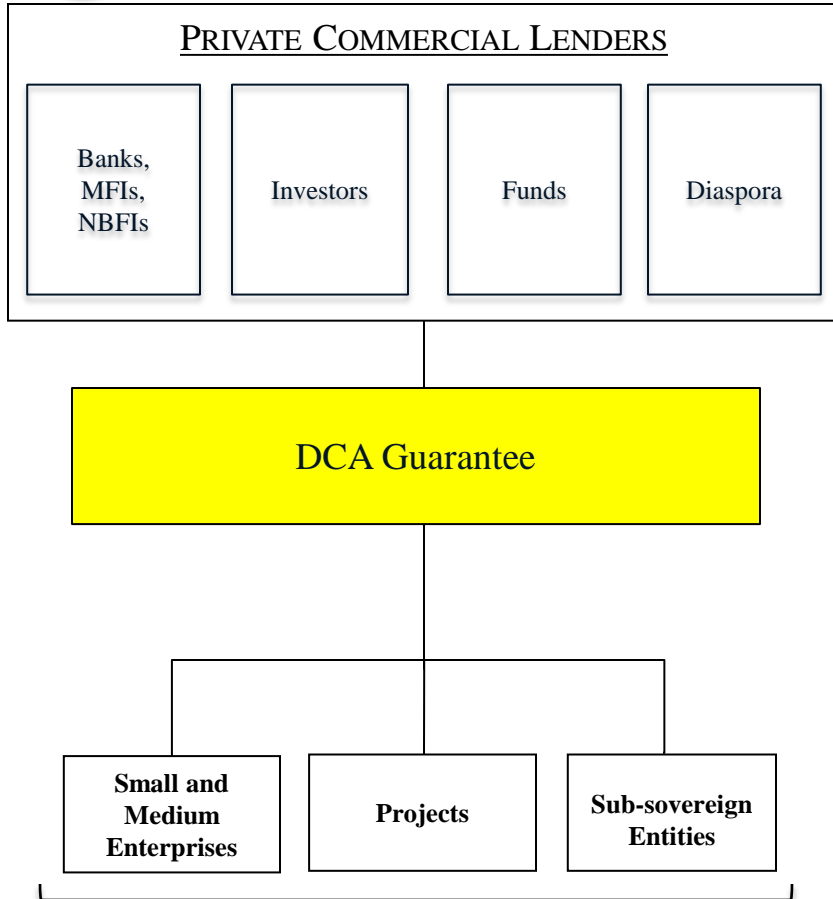 PRIVATE COMMERCIAL LENDERS
Banks,
MFIs,
NBFIs
Investors
Funds
Diaspora
DCA Guarantee
Small and
Medium
Enterprises
Projects
Sub-sovereign
Entities